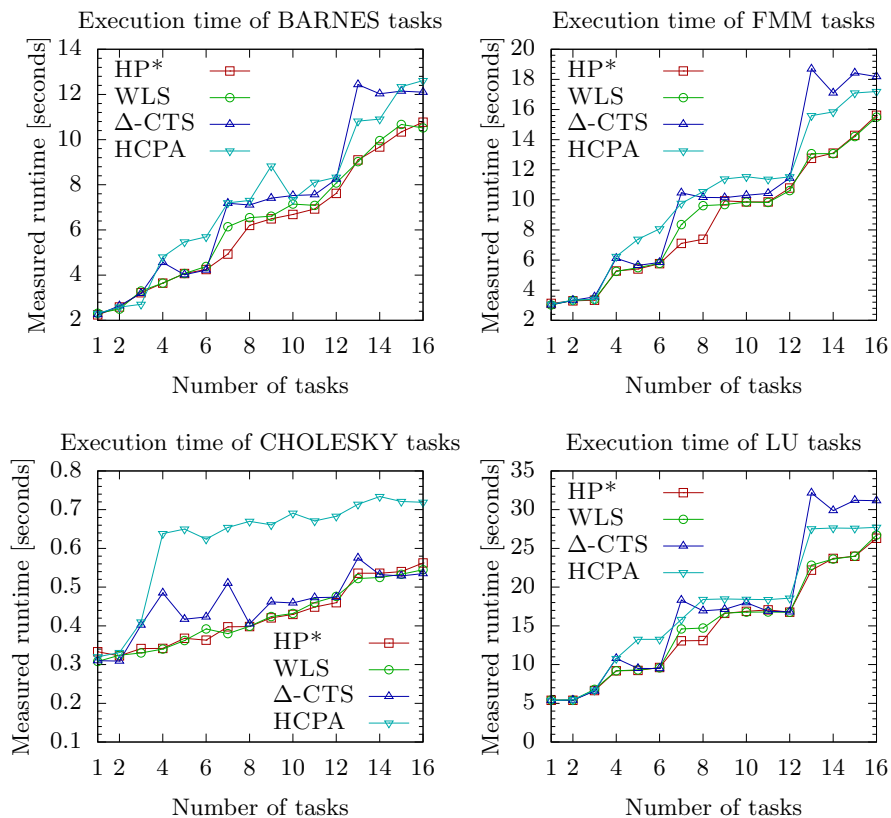 Execution time of BARNES tasks
Measured runtime [seconds]
14
12
10
8
6
4
2
HP*
WLS
Δ-CTS
HCPA
1 2 4 6 8 10 12 14 16
Number of tasks
Execution time of FMM tasks
Measured runtime [seconds]
20
18
16
14
12
10
8
6
4
2
HP*
WLS
Δ-CTS
HCPA
1 2 4 6 8 10 12 14 16
Number of tasks
Execution time of CHOLESKY tasks
Measured runtime [seconds]
0.8
0.7
0.6
0.5
0.4
0.3
0.2
0.1
HP*
WLS
Δ-CTS
HCPA
1 2 4 6 8 10 12 14 16
Number of tasks
Execution time of LU tasks
Measured runtime [seconds]
35
30
25
20
15
10
5
0
HP*
WLS
Δ-CTS
HCPA
1 2 4 6 8 10 12 14 16
Number of tasks